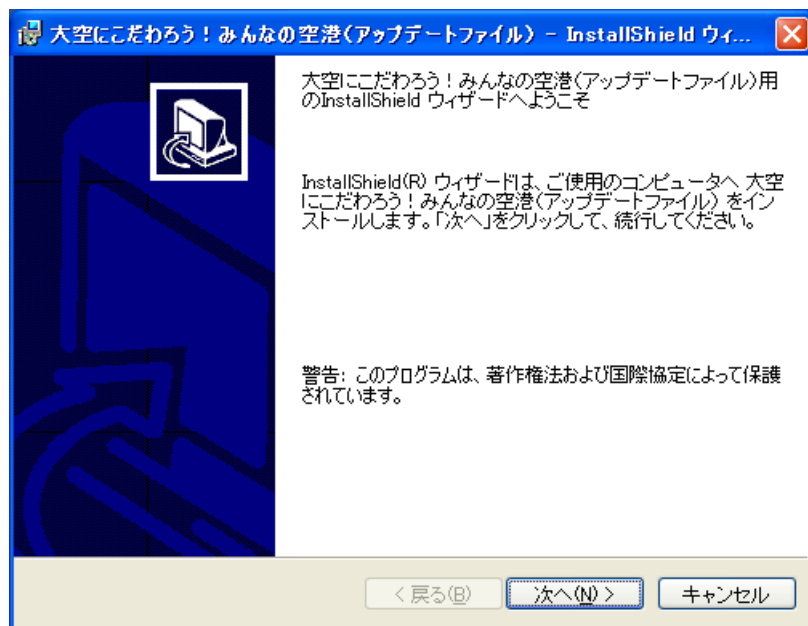 大空にこだわろう！みんなの空港(アップデートファイル) - InstallShield ウィ...
大空にこだわろう！みんなの空港(アップデートファイル)用
のInstallShield ウィザードへようこそ
InstallShield(R) ウィザードは、ご使用のコンピュータへ 大空
にこだわろう！みんなの空港(アップデートファイル) をイン
ストールします。「次へ」をクリックして、続行してください。
警告: このプログラムは、著作権法および国際協定によって保護
されています。
< 戻る(B) 次へ(N) > キャンセル